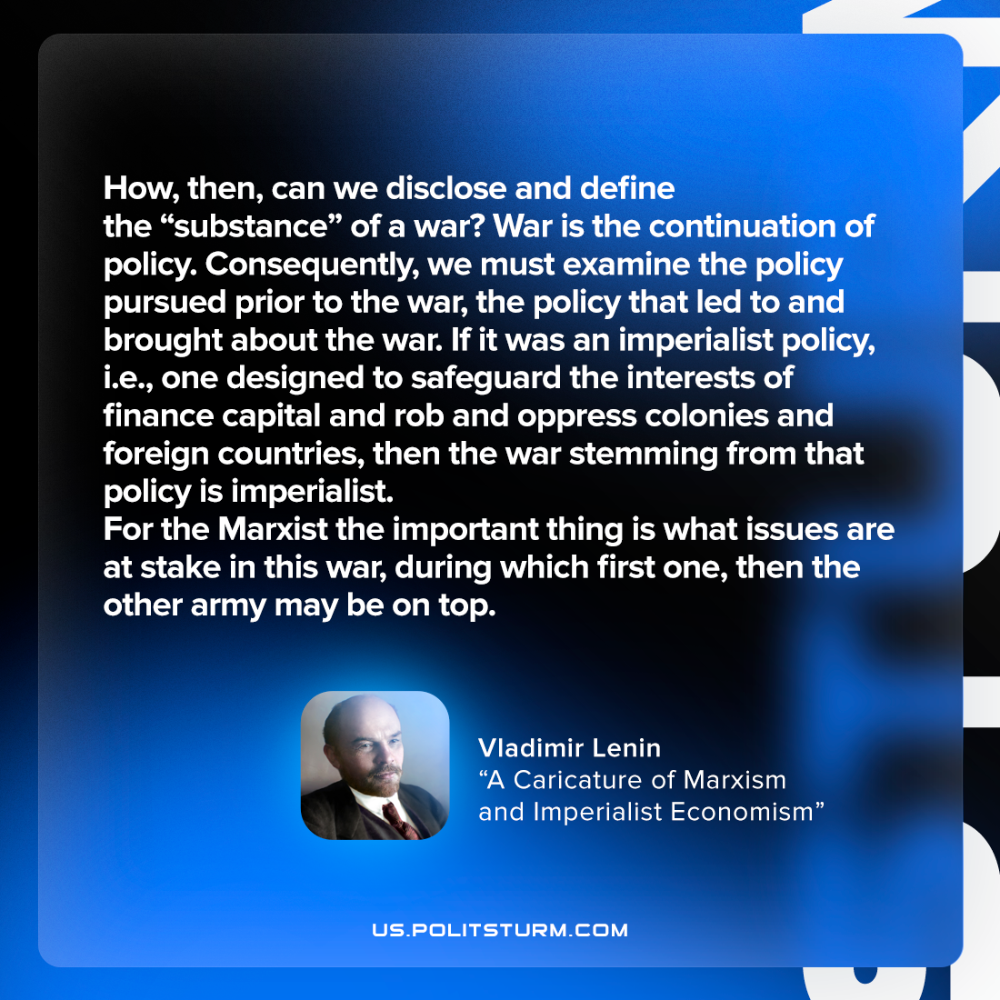 How, then, can we disclose and define
the “substance” of a war? War is the continuation of
policy. Consequently, we must examine the policy
pursued prior to the war, the policy that led to and
brought about the war. If it was an imperialist policy,
i.e., one designed to safeguard the interests of
finance capital and rob and oppress colonies and
foreign countries, then the war stemming from that
policy is imperialist.
For the Marxist the important thing is what issues are
at stake in this war, during which first one, then the
other army may be on top.
Vladimir Lenin
“A Caricature of Marxism
and Imperialist Economism”
US.POLITSTURM.COM